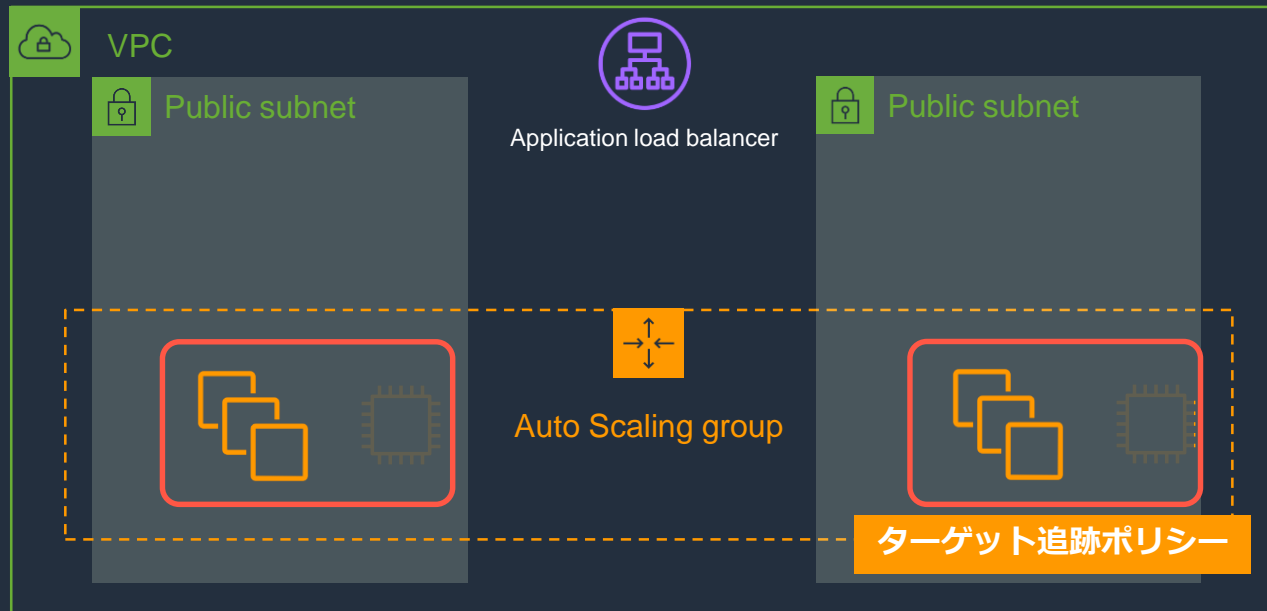 VPC
Public subnet
Application load balancer
Public subnet
Auto Scaling group
ターゲット追跡ポリシー